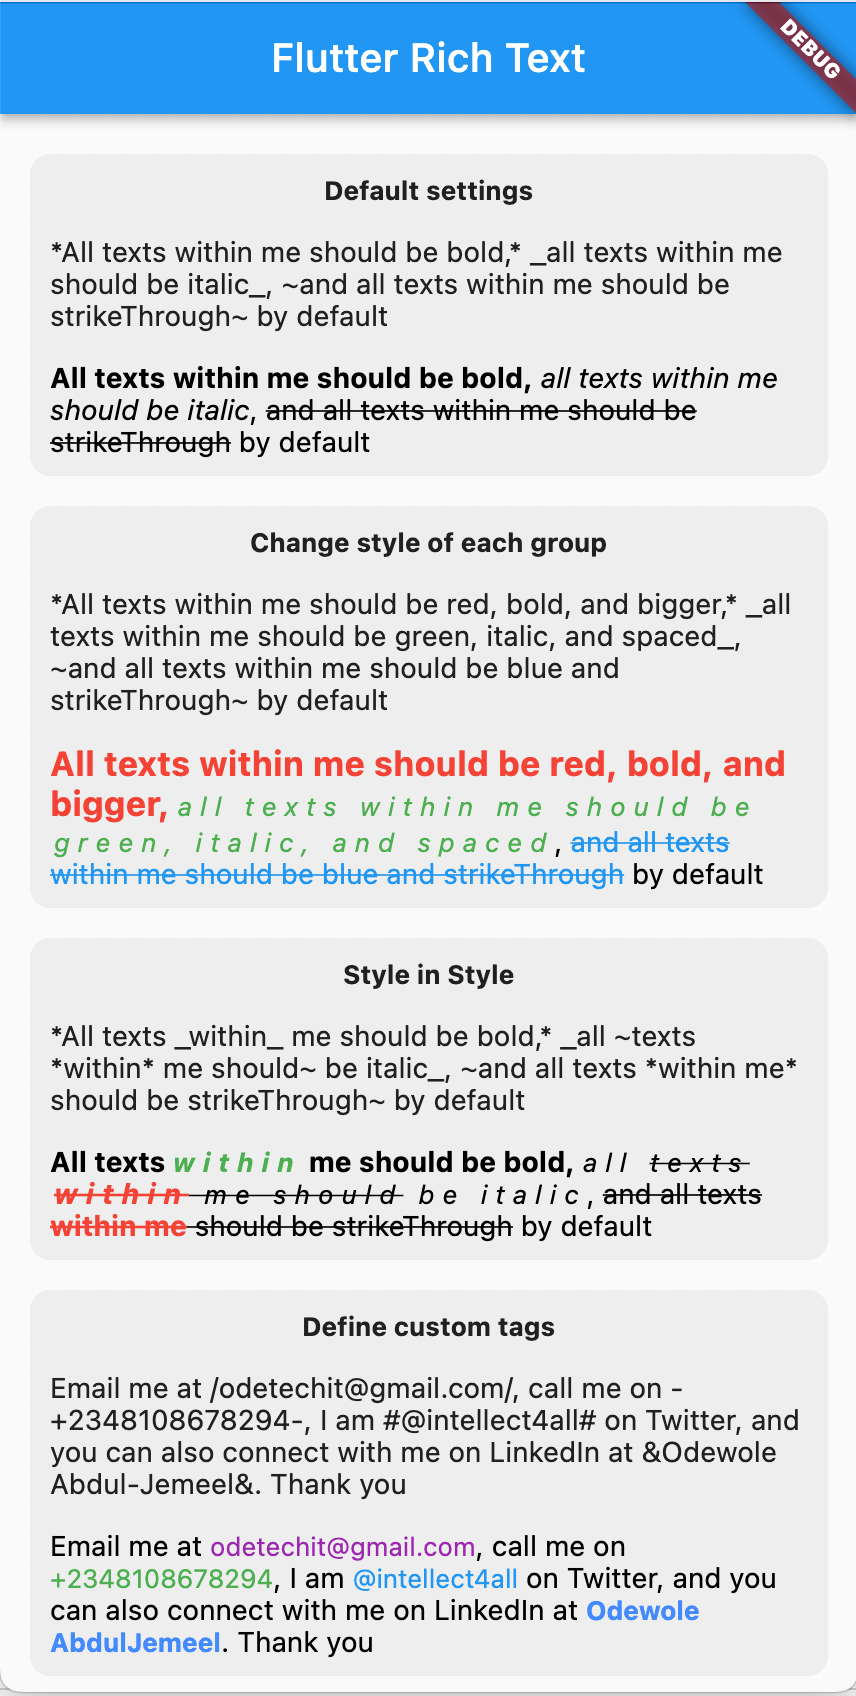 Flutter Rich Text
DEBUG
Default settings
*All texts within me should be bold,* _all texts within me
should be italic_, ~and all texts within me should be
strikeThrough~ by default
All texts within me should be bold, all texts within me
should be italic, and all texts within me should be
strikeThrough by default
Change style of each group
*All texts within me should be red, bold, and bigger,* _all
texts within me should be green, italic, and spaced_,
~and all texts within me should be blue and
strikeThrough~ by default
All texts within me should be red, bold, and
bigger, all texts within me should be
green, italic, and spaced, and all texts
within me should be blue and strikeThrough by default
Style in Style
*All texts _within_ me should be bold,* _all ~texts
*within* me should~ be italic_, ~and all texts *within me*
should be strikeThrough~ by default
All texts within me should be bold, all texts
within me should be italic, and all texts
within me should be strikeThrough by default
Define custom tags
Email me at /odetechit@gmail.com/, call me on -
+2348108678294-, I am #@intellect4all# on Twitter, and
you can also connect with me on LinkedIn at &Odewole
Abdul-Jemeel&. Thank you
Email me at odetechit@gmail.com, call me on
+2348108678294, I am @intellect4all on Twitter, and you
can also connect with me on LinkedIn at Odewole
AbdulJemeel. Thank you